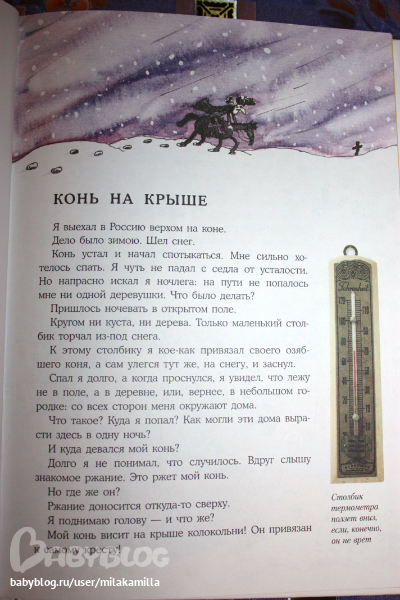 КОНЬ НА КРЫШЕ
Я выехал в Россию верхом на коне.
Дело было зимою. Шел снег.
Конь устал и начал спотыкаться. Мне сильно хо-
телось спать. Я чуть не падал с седла от усталости.
Но напрасно искал я ночлега: на пути не попалось
мне ни одной деревушки. Что было делать?
Пришлось ночевать в открытом поле.
Кругом ни куста, ни дерева. Только маленький стол-
бик торчал из-под снега.
К этому столбику я кое-как привязал своего озяб-
шего коня, а сам улегся тут же, на снегу, и заснул.
Спал я долго, а когда проснулся, я увидел, что лежу
не в поле, а в деревне, или, вернее, в небольшом го-
родке: со всех сторон меня окружают дома.
Что такое? Куда я попал? Как могли эти дома выра-
сти здесь в одну ночь?
И куда девался мой конь?
Долго я не понимал, что случилось. Вдруг слышу
знакомое ржание. Это ржет мой конь.
Но где же он?
Ржание доносится откуда-то сверху.
Я поднимаю голову — и что же?
Мой конь висит на крыше колокольни! Он привязан
к самому кресту!
Fahrenheit
Столбик
термометра
ползет вниз,
если, конечно,
он не врет
BABYBLOG
babyblog.ru/user/milakamilla